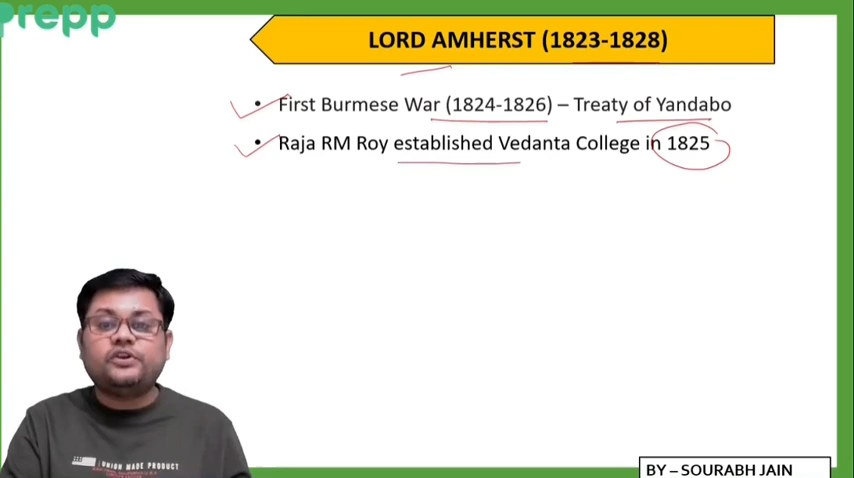 Prepp
LORD AMHERST (1823-1828)
• First Burmese War (1824-1826) – Treaty of Yandabo
• Raja RM Roy established Vedanta College in 1825
UNION MADE PRODUCT
BY – SOURABH JAIN